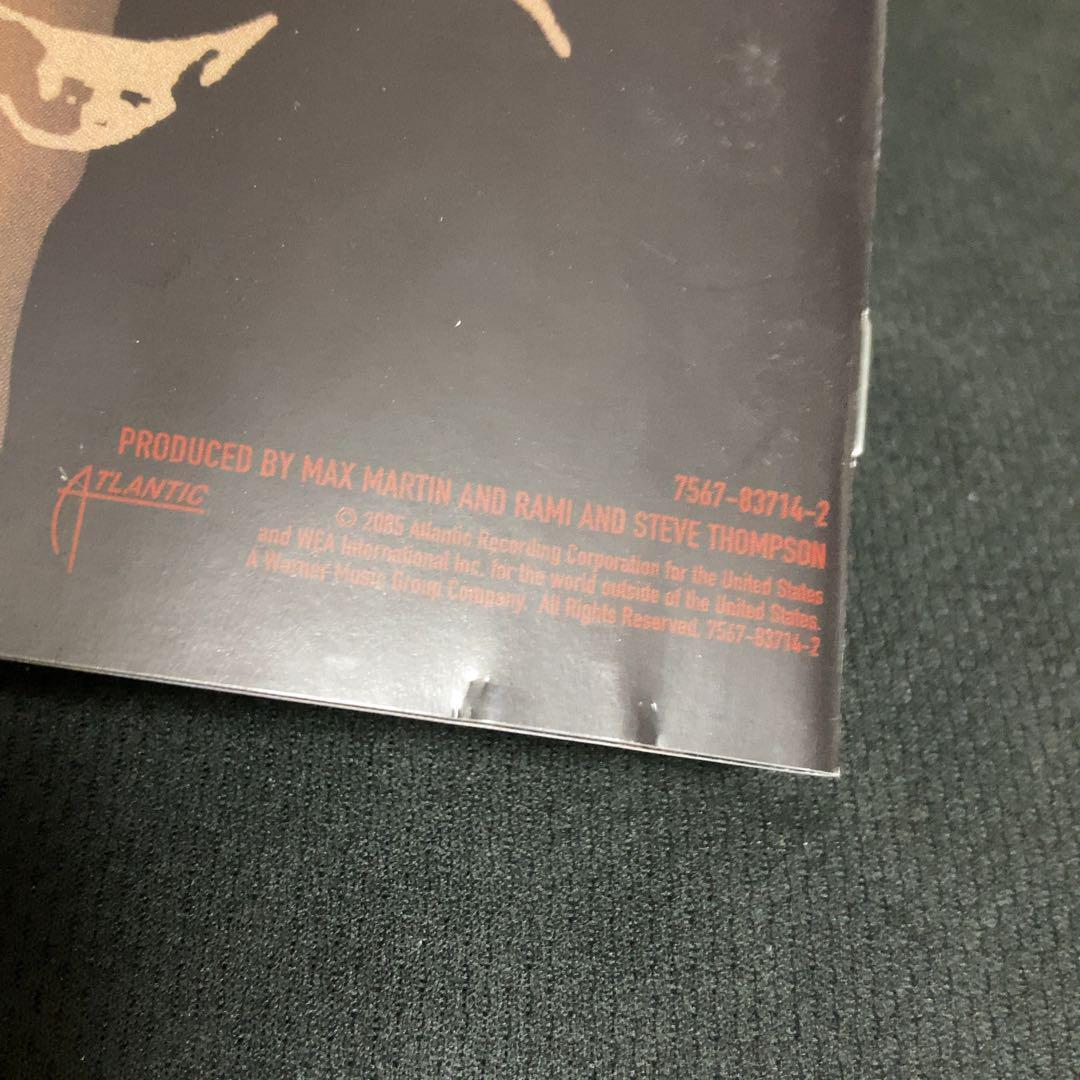 7567-83714-2
PRODUCED BY MAX MARTIN AND RAMI AND STEVE THOMPSON
ATLANTIC
© 2005 Atlantic Recording Corporation for the United States
and WEA International Inc. for the world outside of the United States.
A Warner Music Group Company. All Rights Reserved. 7567-83714-2